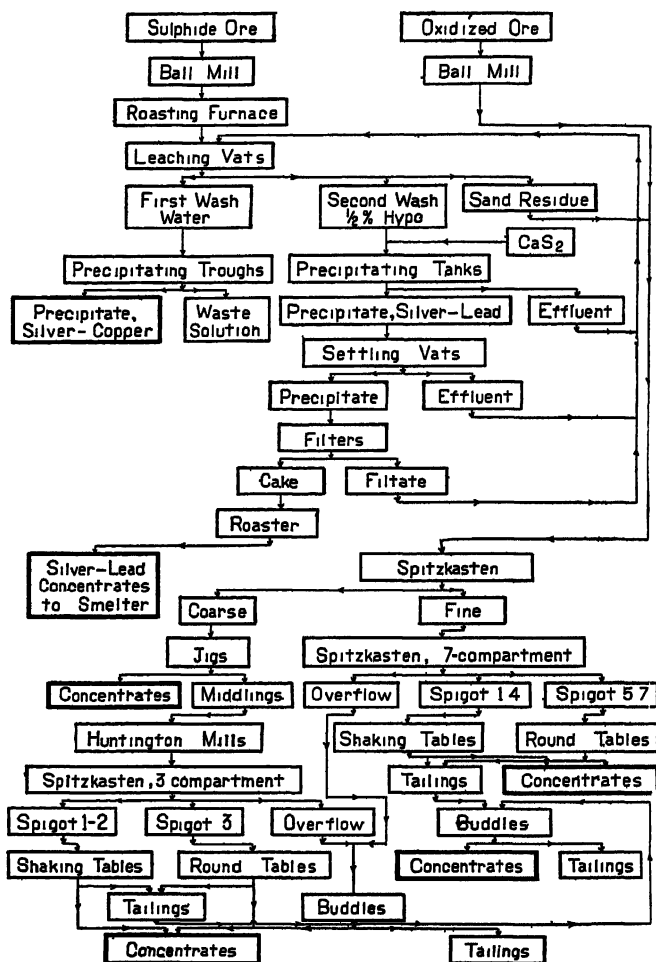 Sulphide Ore
Oxidized Ore
Ball Mill
Ball Mill
Roasting Furnace
Leaching Vats
First Wash
Water
Second Wash
½% Hypo
Sand Residue
CaS2
Precipitating Troughs
Precipitating Tanks
Precipitate,
Silver-Copper
Waste
Solution
Precipitate, Silver-Lead
Effluent
Settling Vats
Precipitate
Effluent
Filters
Cake
Filtate
Roaster
Silver-Lead
Concentrates
to Smelter
Spitzkasten
Coarse
Fine
Jigs
Spitzkasten, 7-compartment
Concentrates
Middlings
Overflow
Spigot 1 4
Spigot 5 7
Huntington Mills
Shaking Tables
Round Tables
Spitzkasten, 3 compartment
Tailings
Concentrates
Spigot 1-2
Spigot 3
Overflow
Buddles
Shaking Tables
Round Tables
Concentrates
Tailings
Tailings
Buddles
Concentrates
Tailings